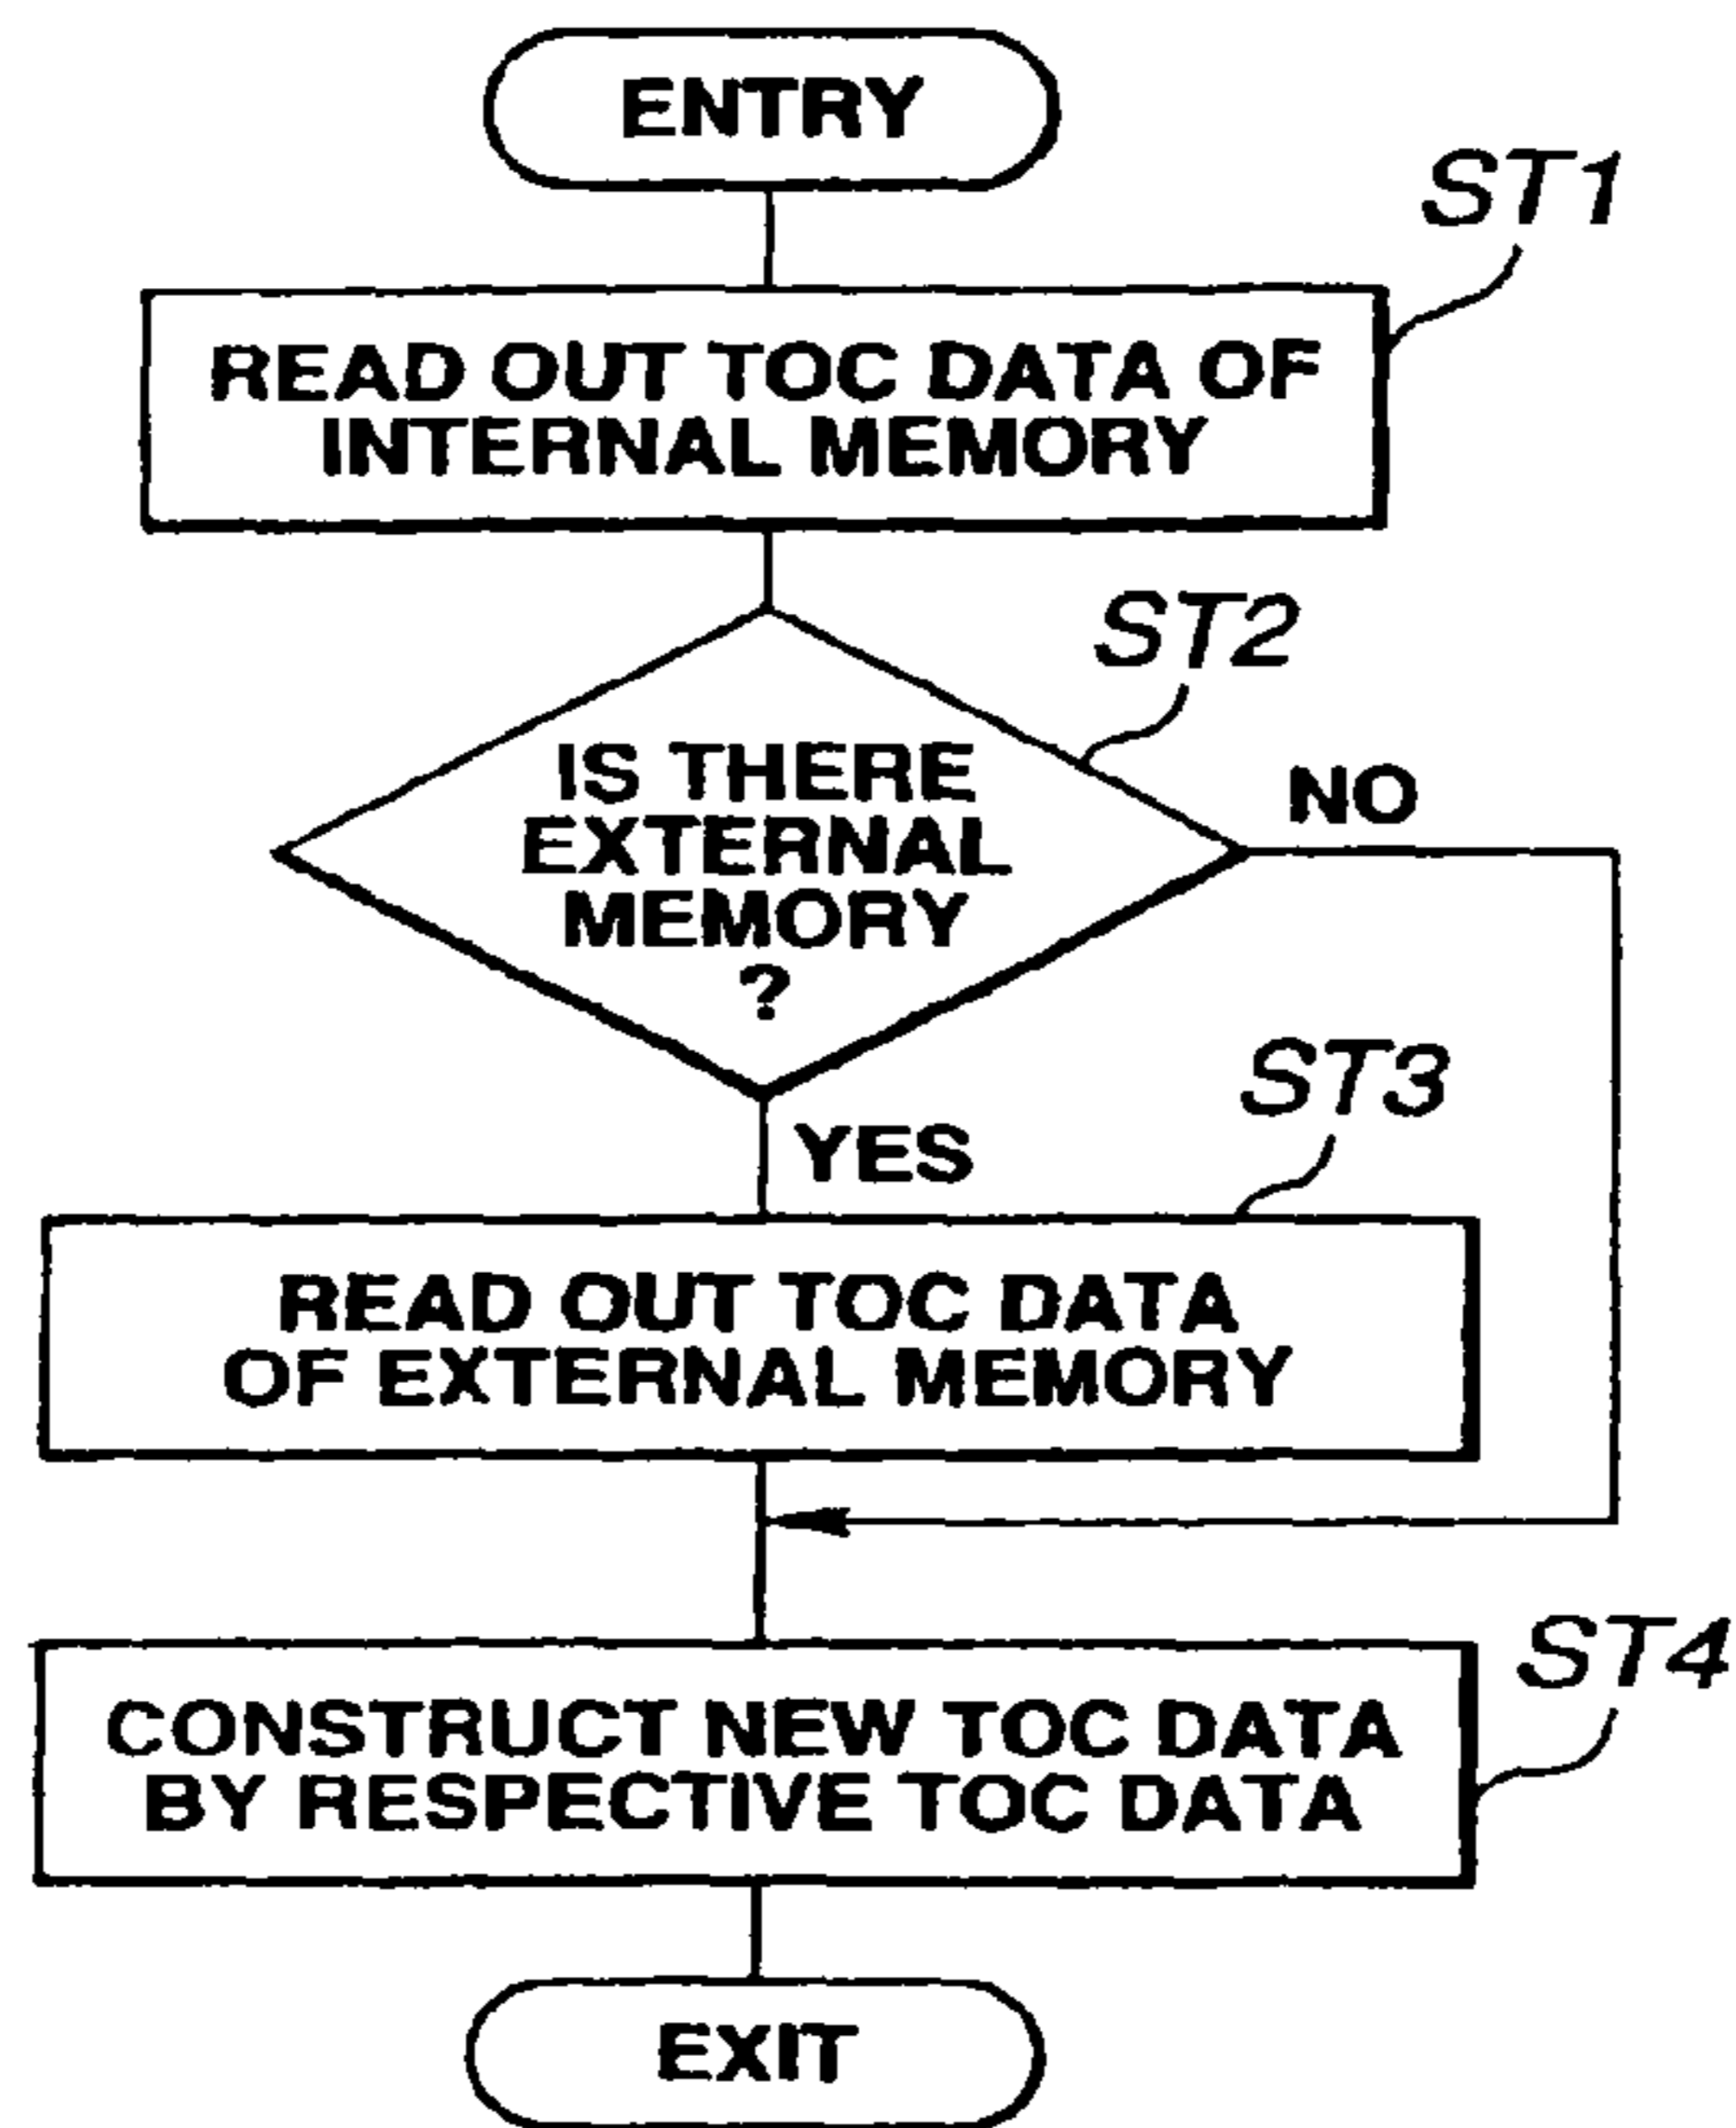 ENTRY
ST1
READ OUT TOC DATA OF
INTERNAL MEMORY
ST2
IS THERE
EXTERNAL
MEMORY
?
NO
YES
ST3
READ OUT TOC DATA
OF EXTERNAL MEMORY
ST4
CONSTRUCT NEW TOC DATA
BY RESPECTIVE TOC DATA
EXIT